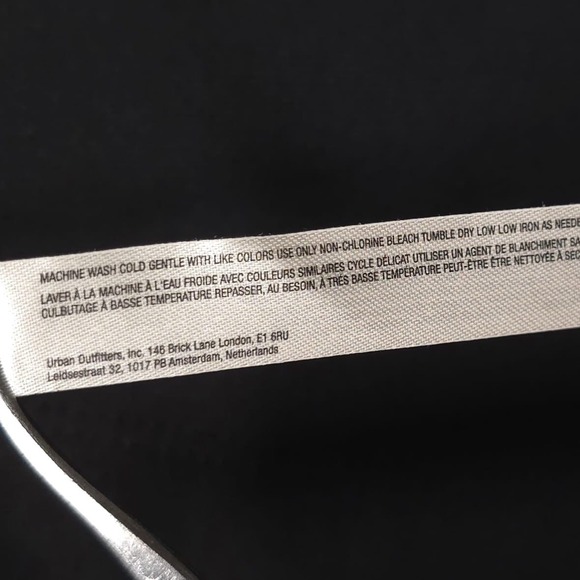 MACHINE WASH COLD GENTLE WITH LIKE COLORS USE ONLY NON-CHLORINE BLEACH TUMBLE DRY LOW LOW IRON AS
LAVER À LA MACHINE À L'EAU FROIDE AVEC COULEURS SIMILAIRES CYCLE DÉLICAT UTILISER UN AGENT DE BLANCHIMENT
CULBUTAGE À BASSE TEMPERATURE REPASSER, AU BESOIN, À TRÈS BASSE TEMPÉRATURE PEUT-ÊTRE ÊTRE NETTOYÉE À SEC
Urban Outfitters, Inc. 146 Brick Lane London, E1 6RU
Leidsestraat 32, 1017 PB Amsterdam, Netherlands